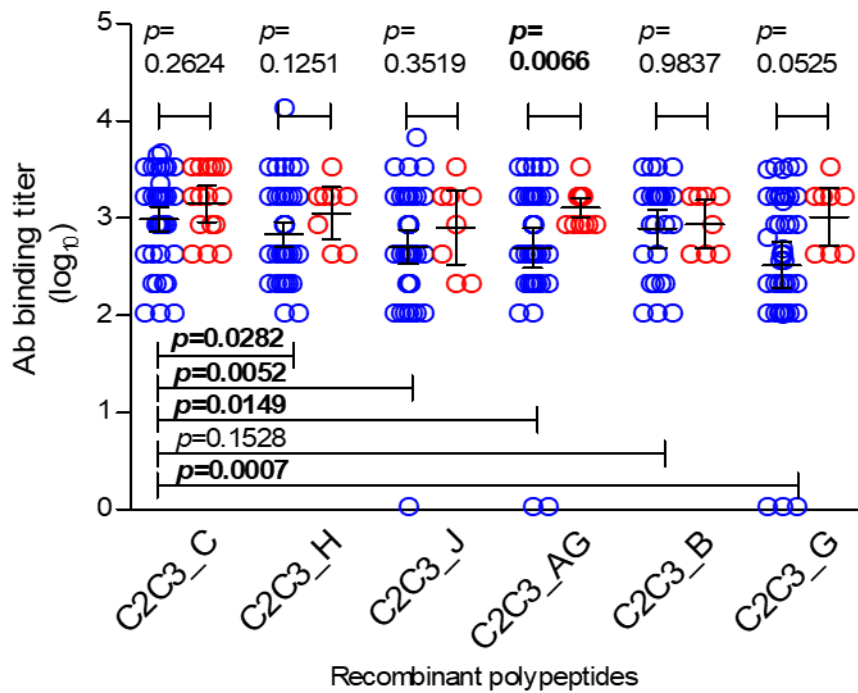 5
p=
p=
p=
p=
p=
p=
0.2624
0.1251
0.3519
0.0066
0.9837
0.0525
4
3
2
1
0
Ab binding titer
(log10)
p=0.0282
p=0.0052
p=0.0149
p=0.1528
p=0.0007
C2C3_C
C2C3_H
C2C3_J
C2C3_AG
C2C3_B
C2C3_G
Recombinant polypeptides